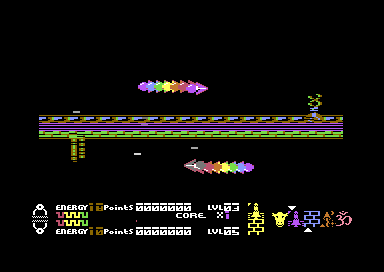 ENERGY Points 0000000 LVL03
CORE X
ENERGY Points 0000000 LVL05
ॐ